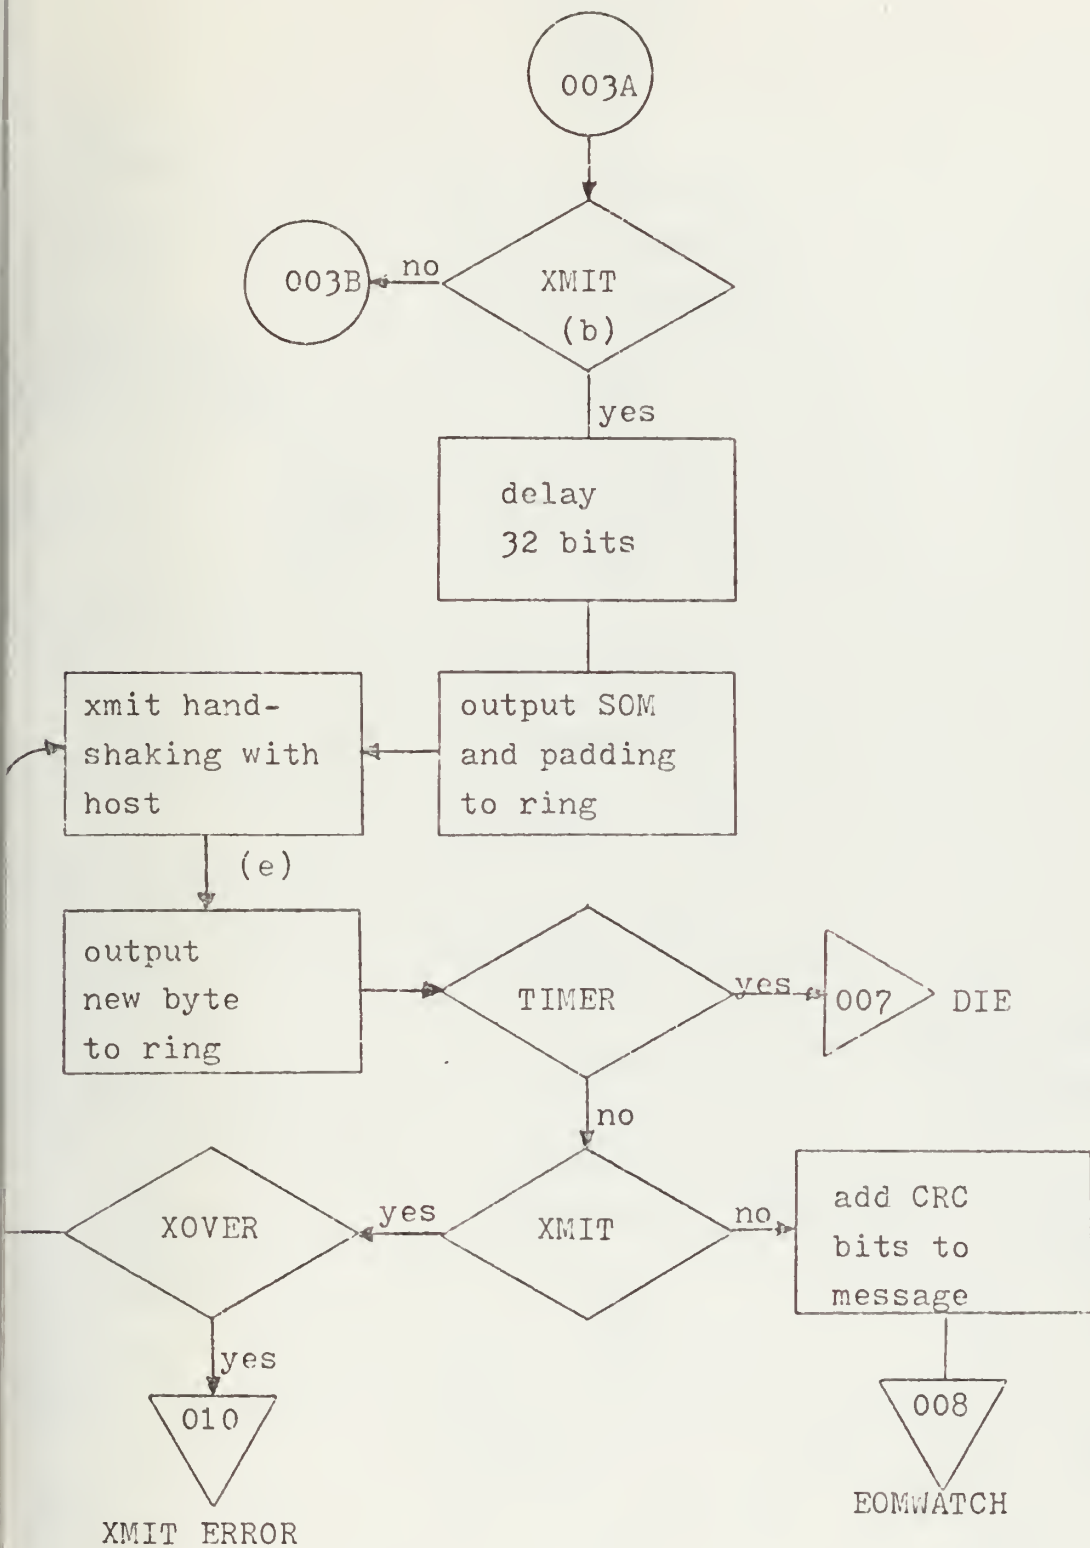 003A
003B
no
XMIT
(b)
yes
delay
32 bits
xmit hand-
shaking with
host
output SOM
and padding
to ring
(e)
output
new byte
to ring
TIMER
yes
007
DIE
no
XOVER
yes
XMIT
no
add CRC
bits to
message
yes
010
XMIT ERROR
008
EOMWATCH